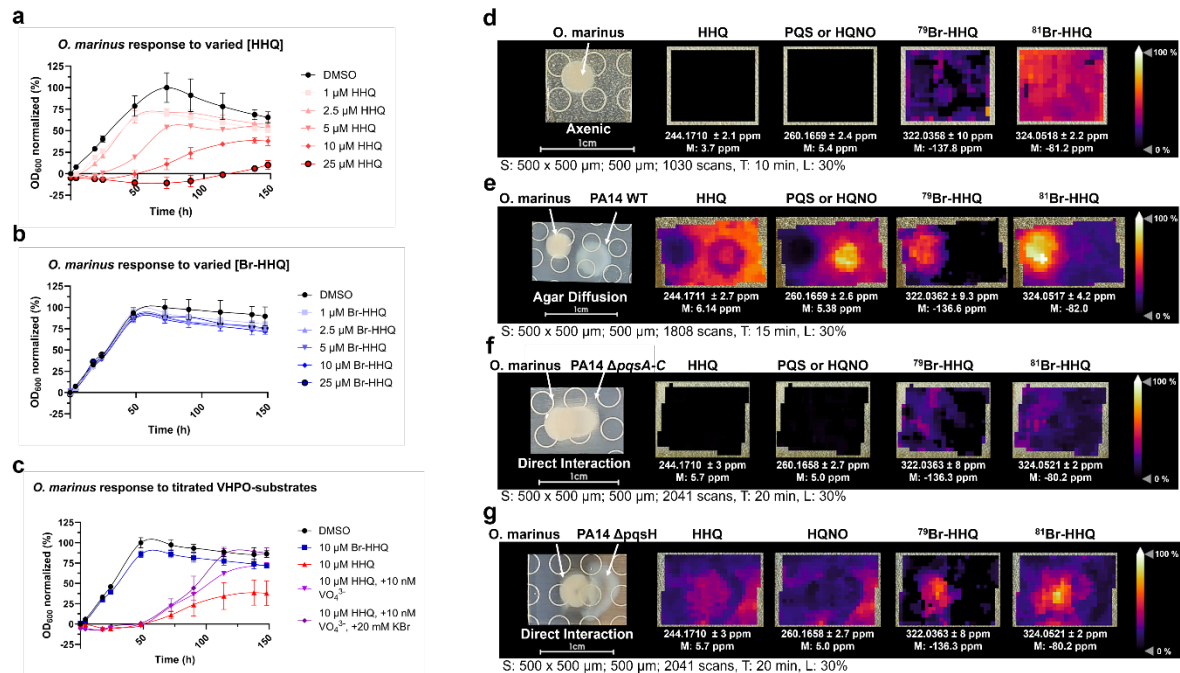 a
O. marinus response to varied [HHQ]
OD600 normalized (%)
125
100
75
50
25
0
-25
50
100
150
Time (h)
DMSO
1 µM HHQ
2.5 µM HHQ
5 µM HHQ
10 µM HHQ
25 µM HHQ
b
O. marinus response to varied [Br-HHQ]
OD600 normalized (%)
125
100
75
50
25
0
-25
50
100
150
Time (h)
DMSO
1 µM Br-HHQ
2.5 µM Br-HHQ
5 µM Br-HHQ
10 µM Br-HHQ
25 µM Br-HHQ
c
O. marinus response to titrated VHPO-substrates
OD600 normalized (%)
125
100
75
50
25
0
-25
50
100
150
Time (h)
DMSO
10 µM Br-HHQ
10 µM HHQ
10 µM HHQ, +10 nM
VO₄³⁻
10 µM HHQ, +10 nM
VO₄³⁻, +20 mM KBr
d
O. marinus HHQ PQS or HQNO ⁷⁹Br-HHQ ⁸¹Br-HHQ
100 %
Axenic
1cm
244.1710 ± 2.1 ppm 260.1659 ± 2.4 ppm 322.0358 ± 10 ppm 324.0518 ± 2.2 ppm
M: 3.7 ppm M: 5.4 ppm M: -137.8 ppm M: -81.2 ppm
0 %
S: 500 x 500 µm; 500 µm; 1030 scans, T: 10 min, L: 30%
e
O. marinus PA14 WT HHQ PQS or HQNO ⁷⁹Br-HHQ ⁸¹Br-HHQ
100 %
Agar Diffusion
1cm
244.1711 ± 2.7 ppm 260.1659 ± 2.6 ppm 322.0362 ± 9.3 ppm 324.0517 ± 4.2 ppm
M: 6.14 ppm M: 5.38 ppm M: -136.6 ppm M: -82.0
0 %
S: 500 x 500 µm; 500 µm; 1808 scans, T: 15 min, L: 30%
f
O. marinus PA14 ΔpqsA-C HHQ PQS or HQNO ⁷⁹Br-HHQ ⁸¹Br-HHQ
100 %
Direct Interaction
1cm
244.1710 ± 3 ppm 260.1658 ± 2.7 ppm 322.0363 ± 8 ppm 324.0521 ± 2 ppm
M: 5.7 ppm M: 5.0 ppm M: -136.3 ppm M: -80.2 ppm
0 %
S: 500 x 500 µm; 500 µm; 2041 scans, T: 20 min, L: 30%
g
O. marinus PA14 ΔpqsH HHQ HQNO ⁷⁹Br-HHQ ⁸¹Br-HHQ
100 %
Direct Interaction
1cm
244.1710 ± 3 ppm 260.1658 ± 2.7 ppm 322.0363 ± 8 ppm 324.0521 ± 2 ppm
M: 5.7 ppm M: 5.0 ppm M: -136.3 ppm M: -80.2 ppm
0 %
S: 500 x 500 µm; 500 µm; 2041 scans, T: 20 min, L: 30%